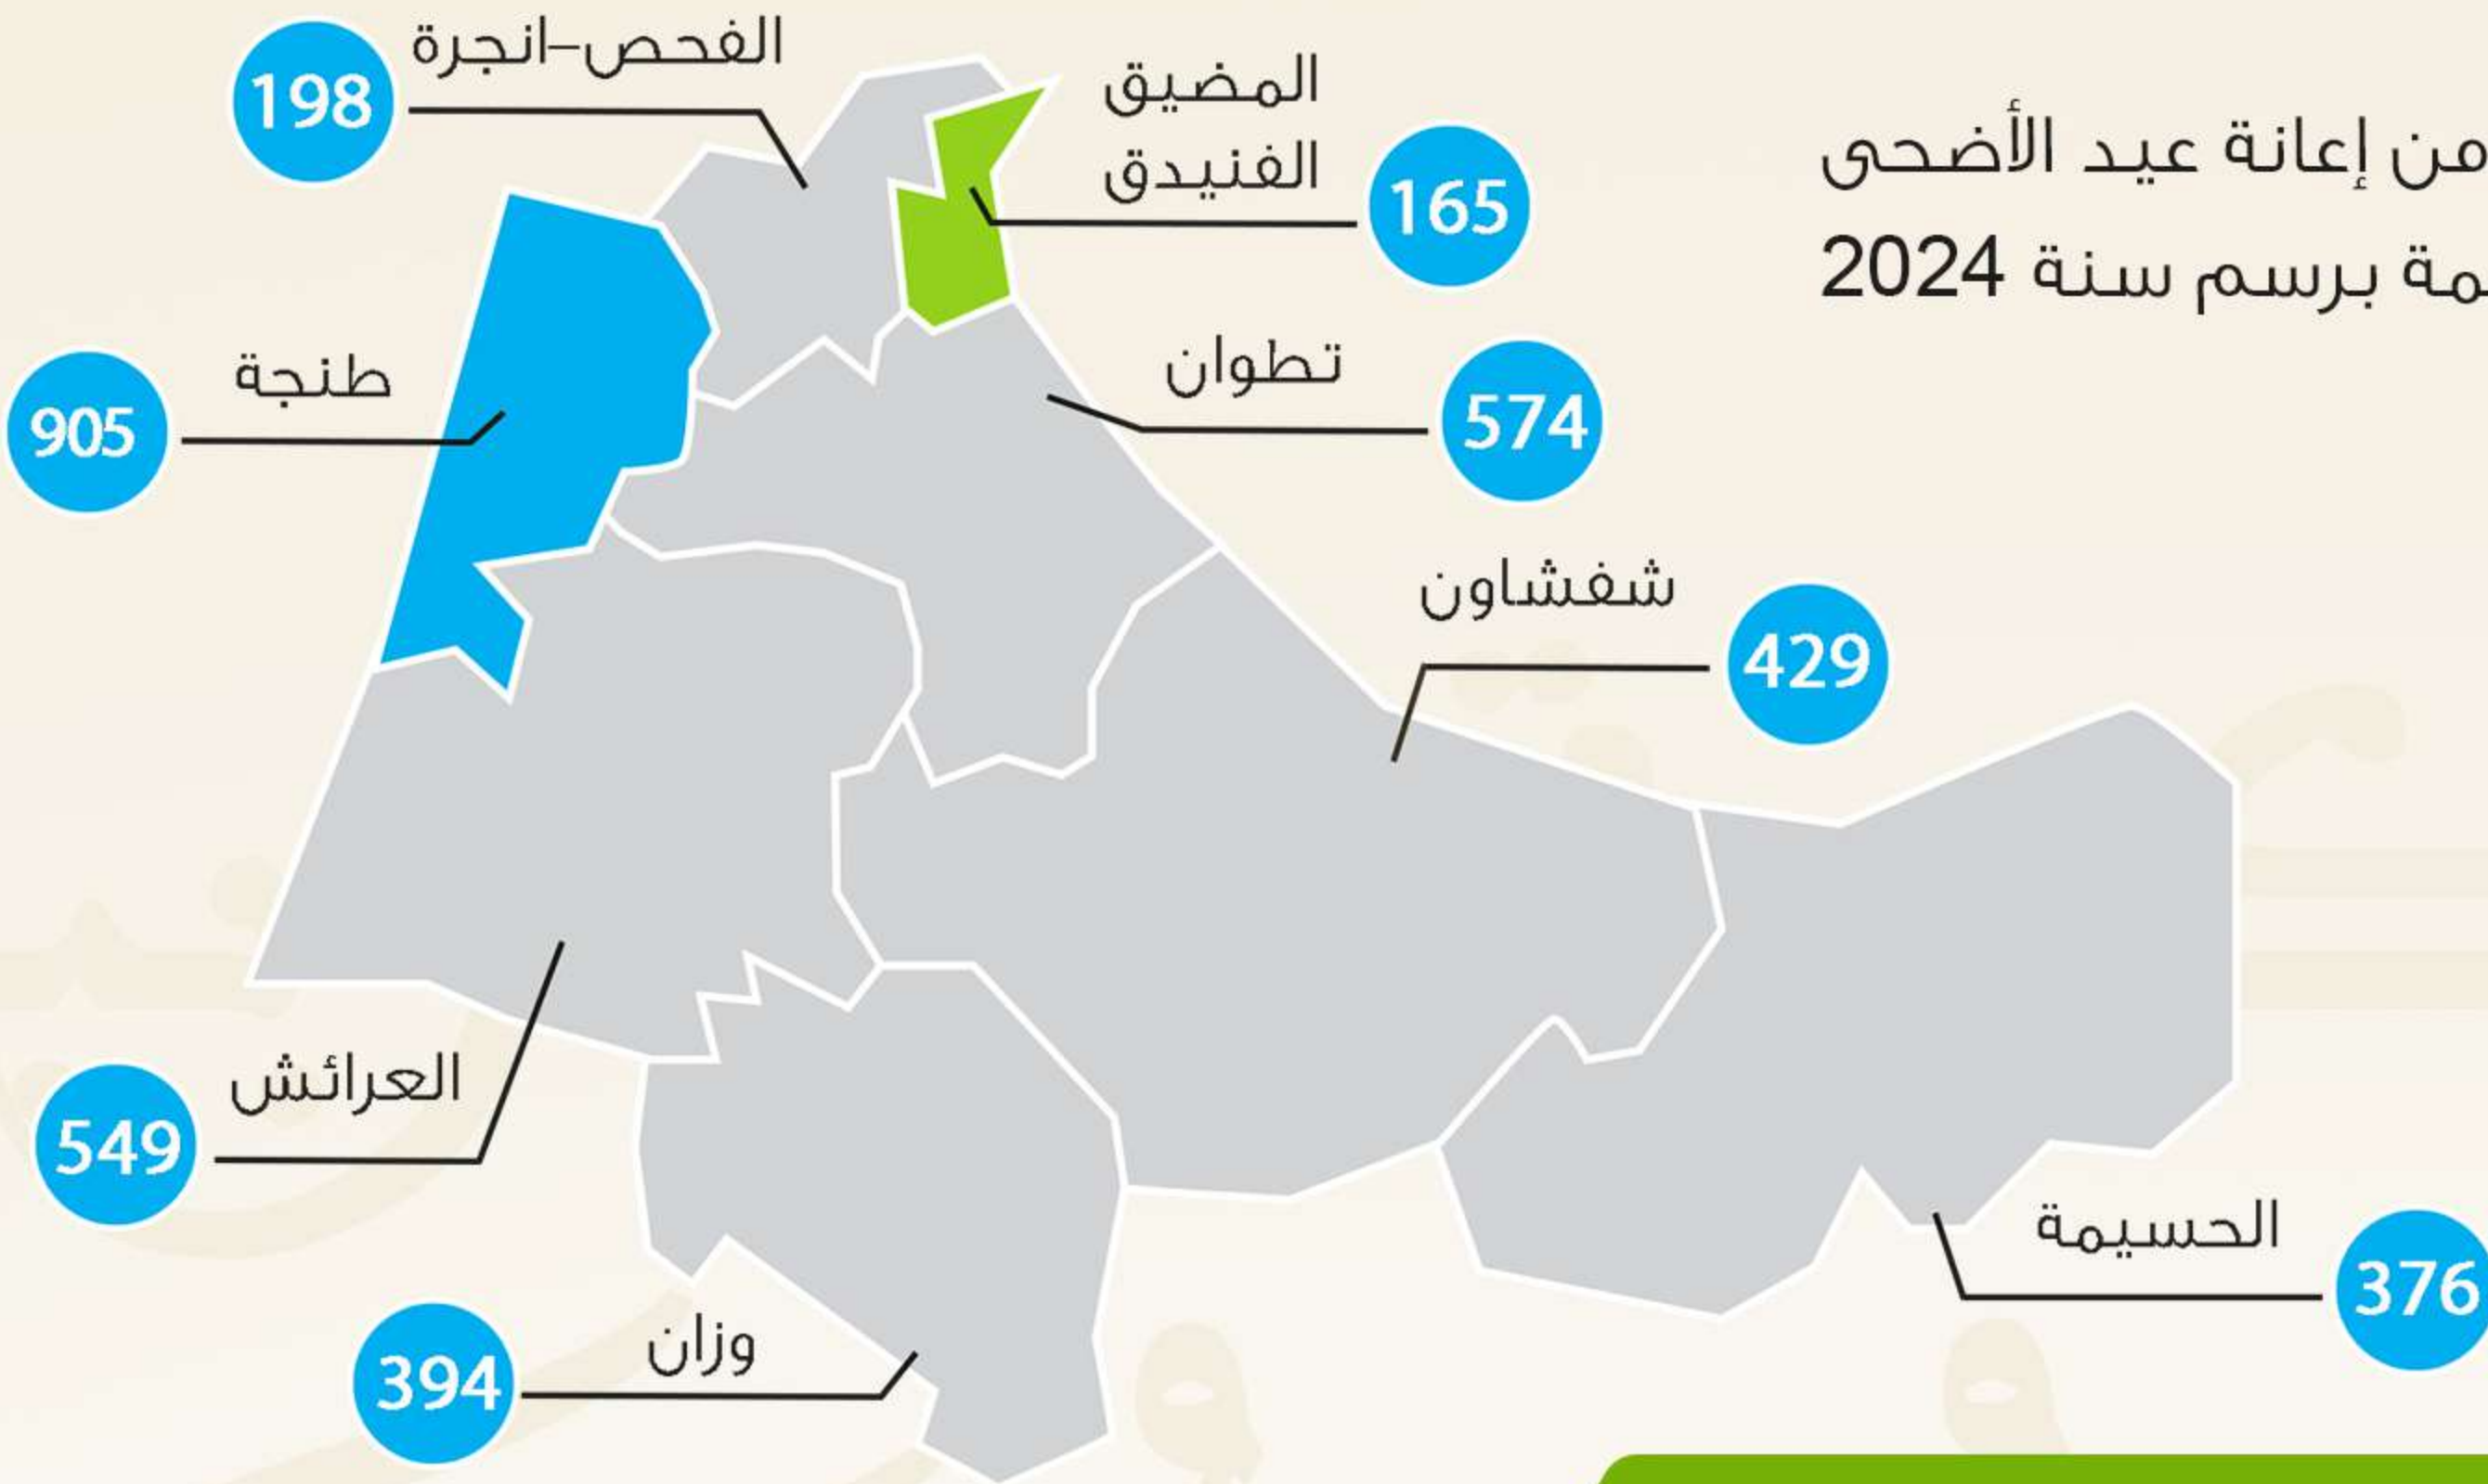 من إعانة عيد الأضحى
برسم سنة 2024
الفحص-انجرة
198
المضيق
الفنيدق
165
طنجة
905
تطوان
574
شفشاون
429
العرائش
549
الحسيمة
376
وزان
394